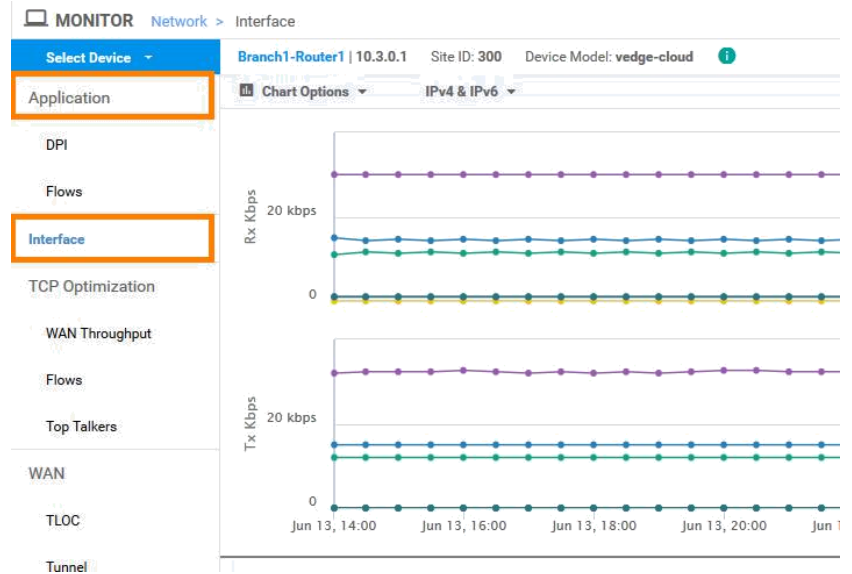 MONITOR Network > Interface
Select Device
Branch1-Router1 | 10.3.0.1 Site ID: 300 Device Model: vedge-cloud i
Application
Chart Options IPv4 & IPv6
DPI
Flows
Interface
TCP Optimization
WAN Throughput
Flows
Top Talkers
WAN
TLOC
Tunnel
Rx Kbps
20 kbps
0
Tx Kbps
20 kbps
0
Jun 13, 14:00 Jun 13, 16:00 Jun 13, 18:00 Jun 13, 20:00 Jun 1